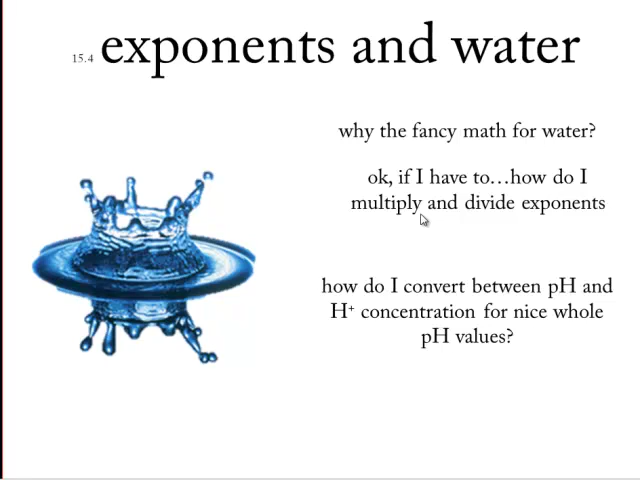 15.4 exponents and water
why the fancy math for water?
ok, if I have to…how do I
multiply and divide exponents
how do I convert between pH and
H⁺ concentration for nice whole
pH values?